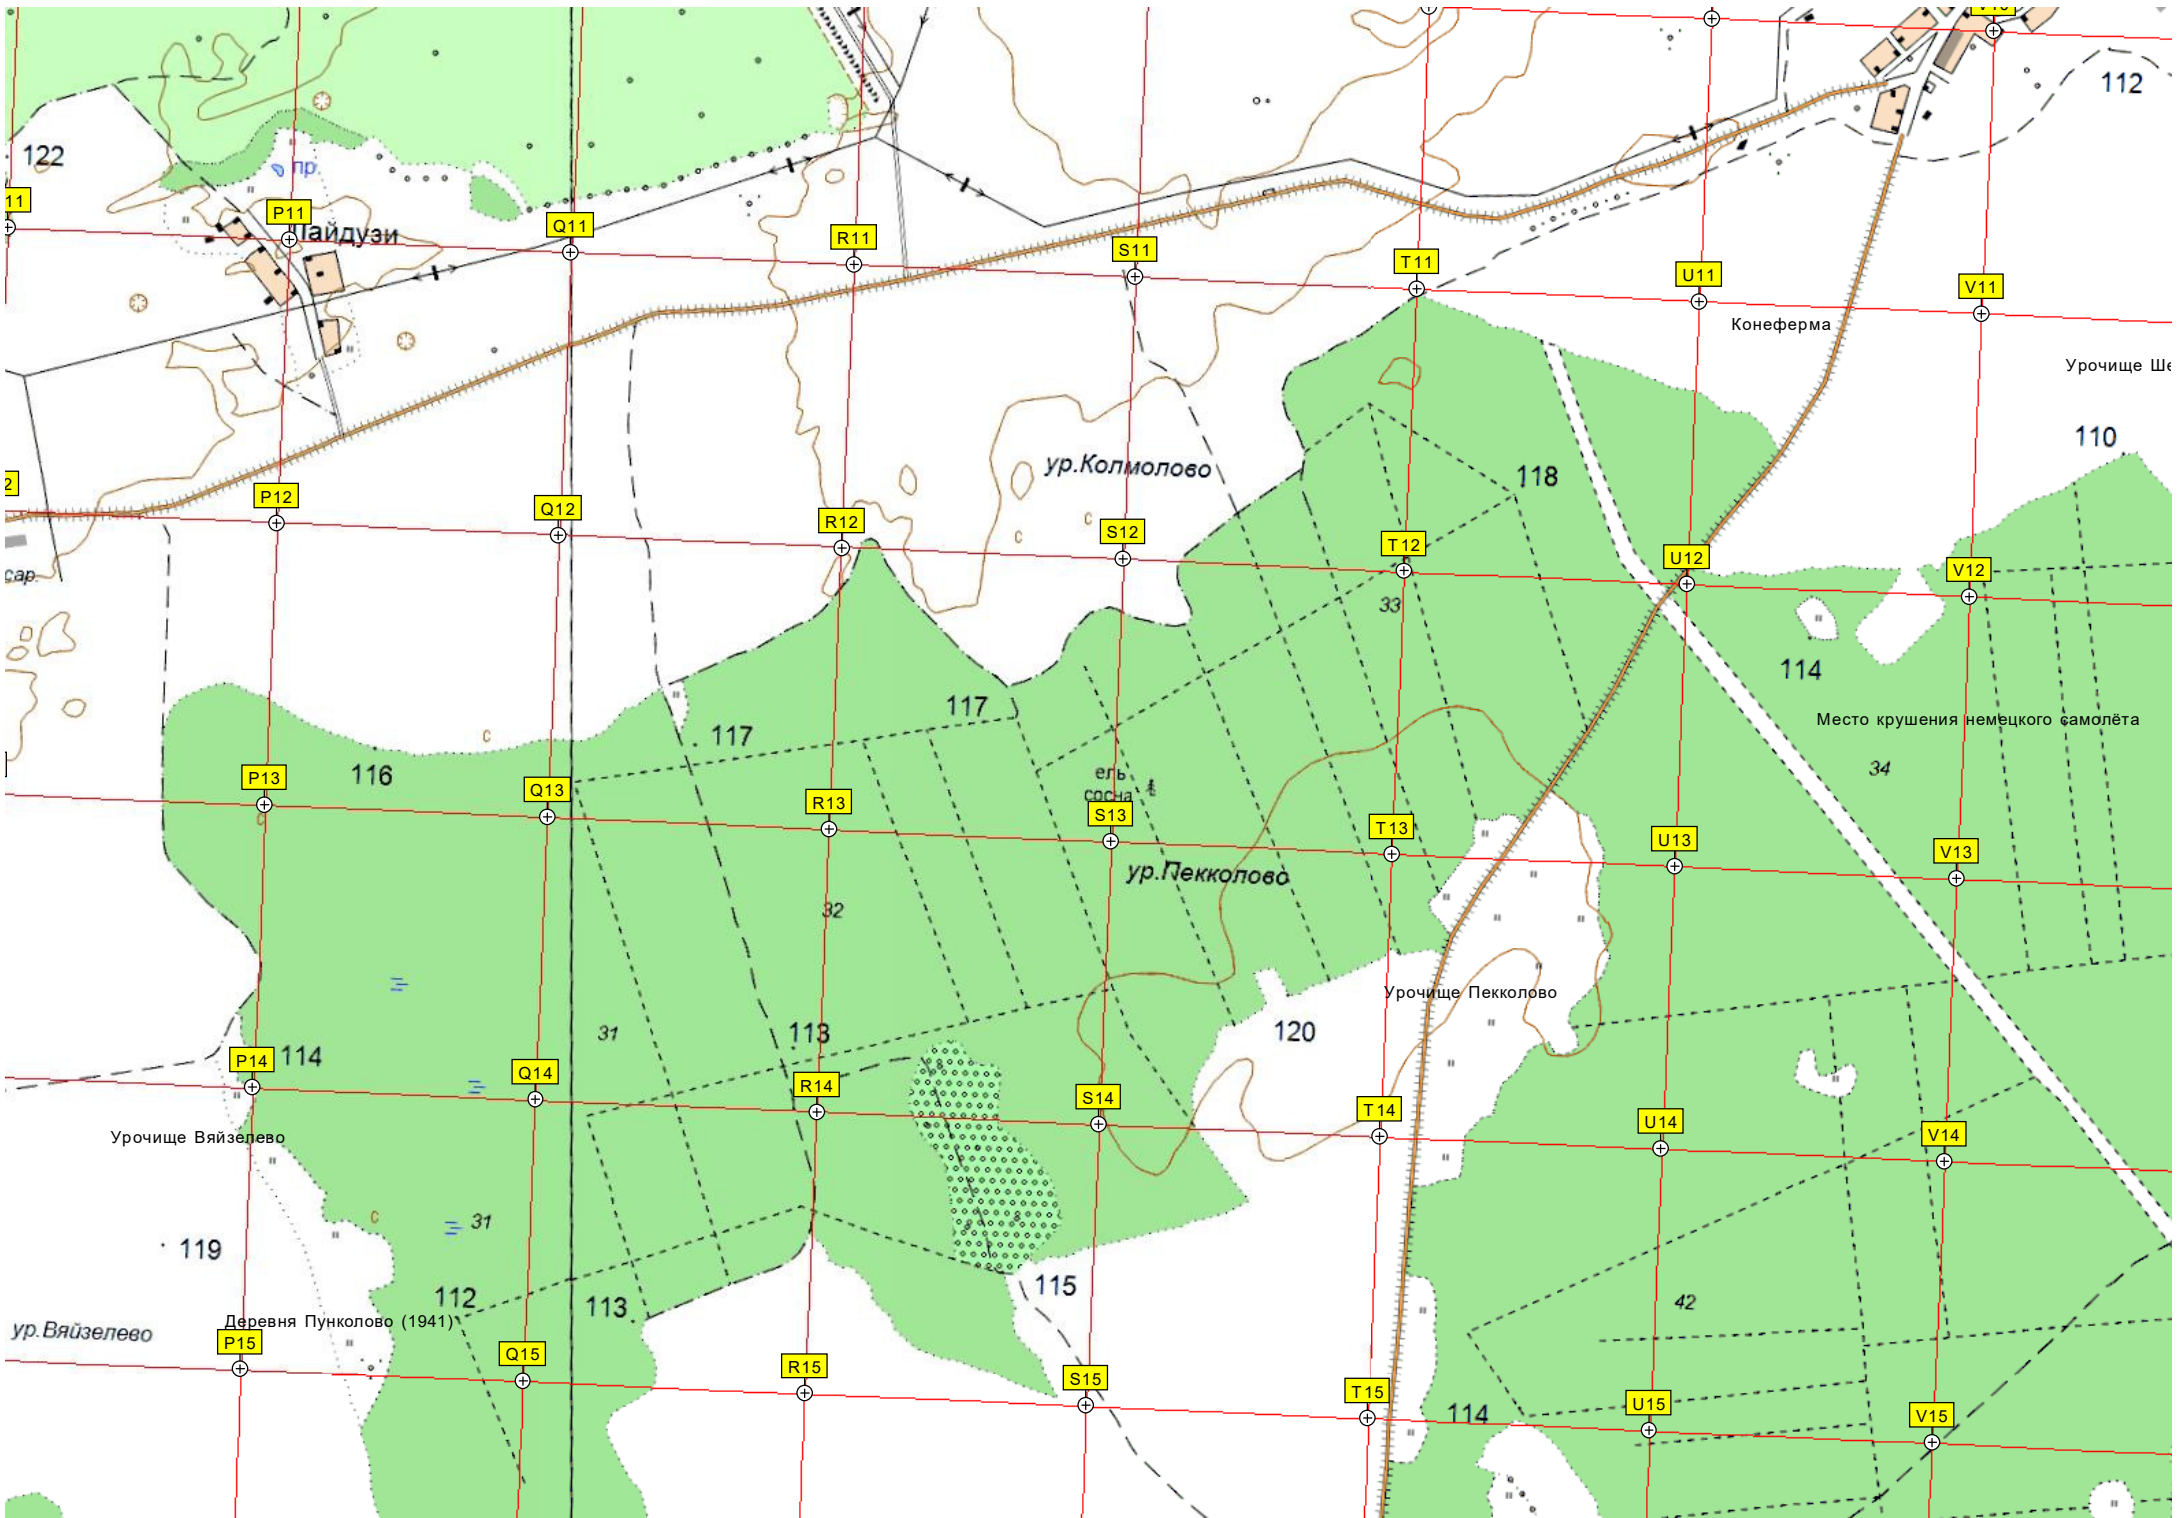 112
122
пр.
11
P11
Пайдузи
Q11
R11
S11
T11
U11
V11
Конеферма
Урочище Ше
110
ур.Колмолово
118
2
P12
Q12
R12
с
с
S12
T12
U12
V12
сар.
33
114
117
117
с
Место крушения немецкого самолёта
34
116
ель
сосна
P13
с
Q13
R13
S13
T13
U13
V13
ур.Пекколово
32
Урочище Пекколово
31
113
120
114
P14
Q14
R14
S14
T14
U14
V14
Урочище Вяйзелево
с
31
119
115
112
113
42
Деревня Пунколово (1941)
ур.Вяйзелево
P15
Q15
R15
S15
T15
114
U15
V15